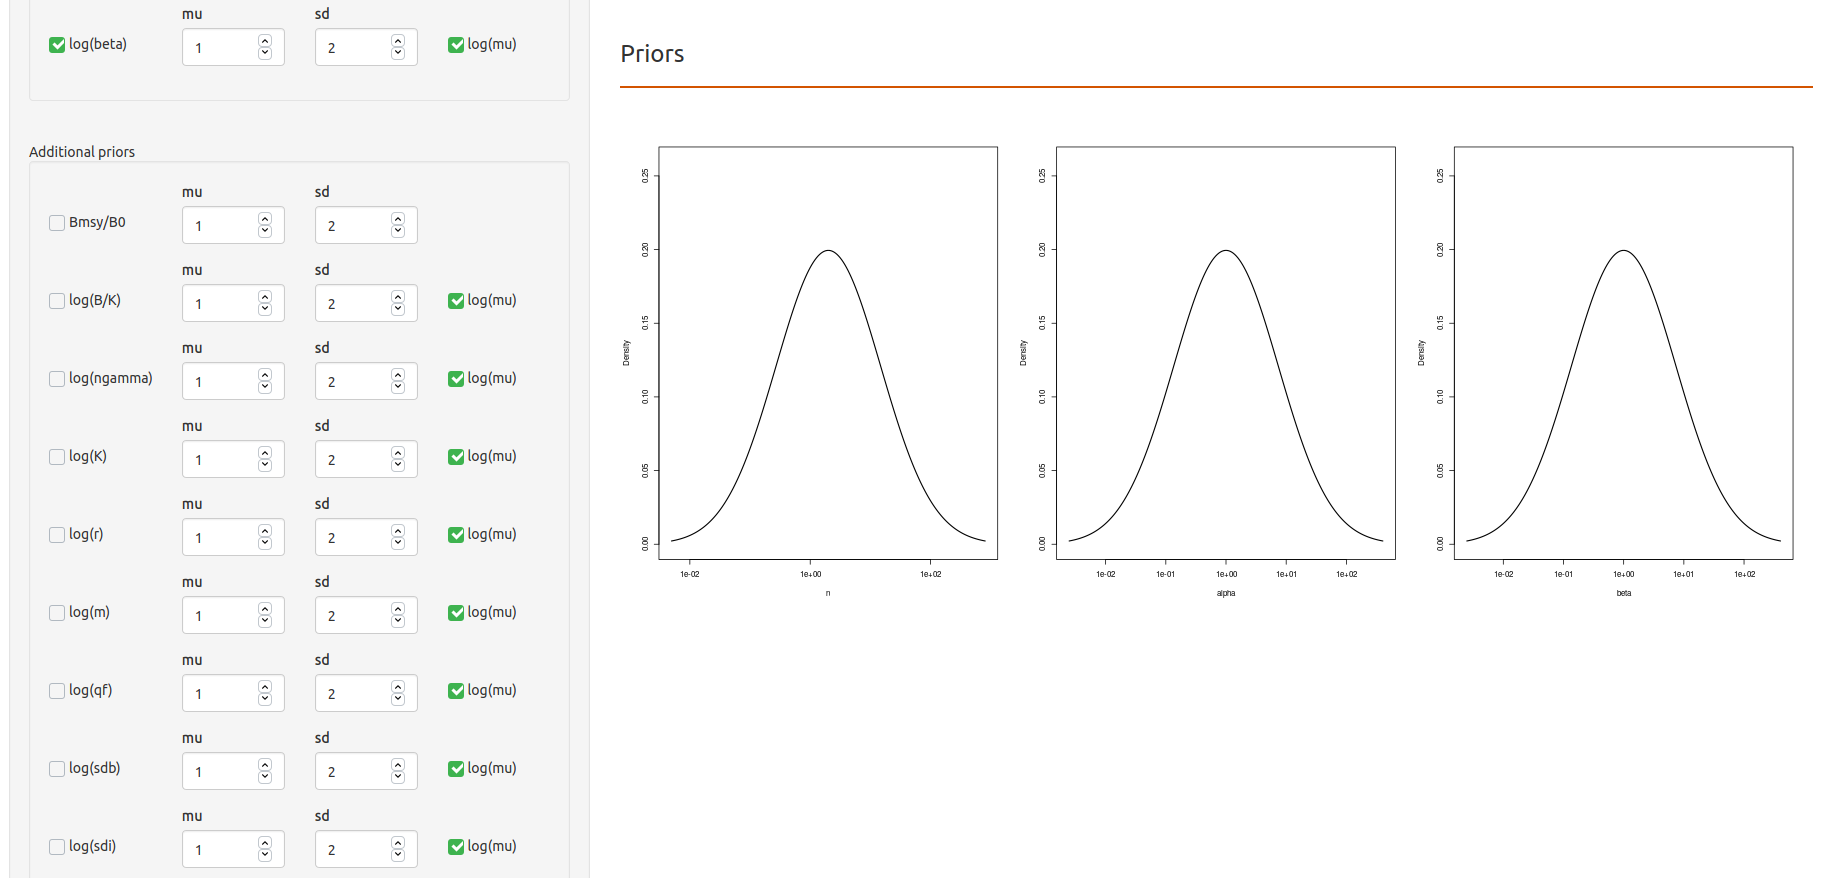 mu sd
log(beta) 1 2 log(mu)
Additional priors
mu sd
Bmsy/B0 1 2
mu sd
log(B/K) 1 2 log(mu)
mu sd
log(ngamma) 1 2 log(mu)
mu sd
log(K) 1 2 log(mu)
mu sd
log(r) 1 2 log(mu)
mu sd
log(m) 1 2 log(mu)
mu sd
log(qf) 1 2 log(mu)
mu sd
log(sdb) 1 2 log(mu)
mu sd
log(sdi) 1 2 log(mu)
Priors
Density
0.00 0.05 0.10 0.15 0.20 0.25
1e-02 1e+00 1e+02
n
Density
0.00 0.05 0.10 0.15 0.20 0.25
1e-02 1e-01 1e+00 1e+01 1e+02
alpha
Density
0.00 0.05 0.10 0.15 0.20 0.25
1e-02 1e-01 1e+00 1e+01 1e+02
beta